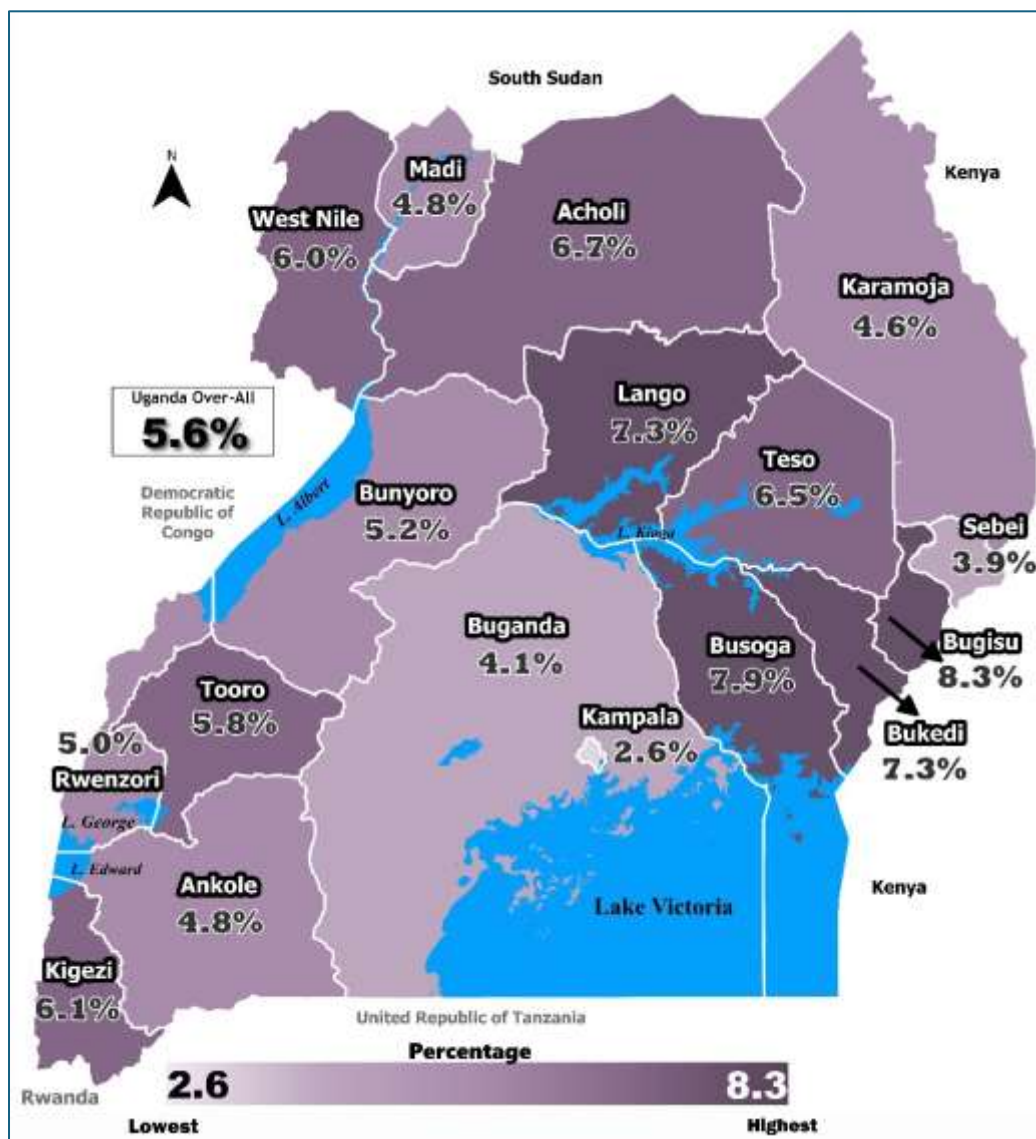 South Sudan
N
Kenya
Madi
4.8%
West Nile
6.0%
Acholi
6.7%
Karamoja
4.6%
Uganda Over-All
5.6%
Lango
7.3%
Teso
6.5%
Democratic
Republic of
Congo
L. Albert
Bunyoro
5.2%
L. Kioga
Sebei
3.9%
Buganda
4.1%
Busoga
7.9%
Bugisu
8.3%
Tooro
5.8%
Kampala
2.6%
Bukedi
7.3%
5.0%
Rwenzori
L. George
L. Edward
Ankole
4.8%
Lake Victoria
Kenya
Kigezi
6.1%
United Republic of Tanzania
Rwanda
Percentage
2.6
8.3
Lowest
Highest